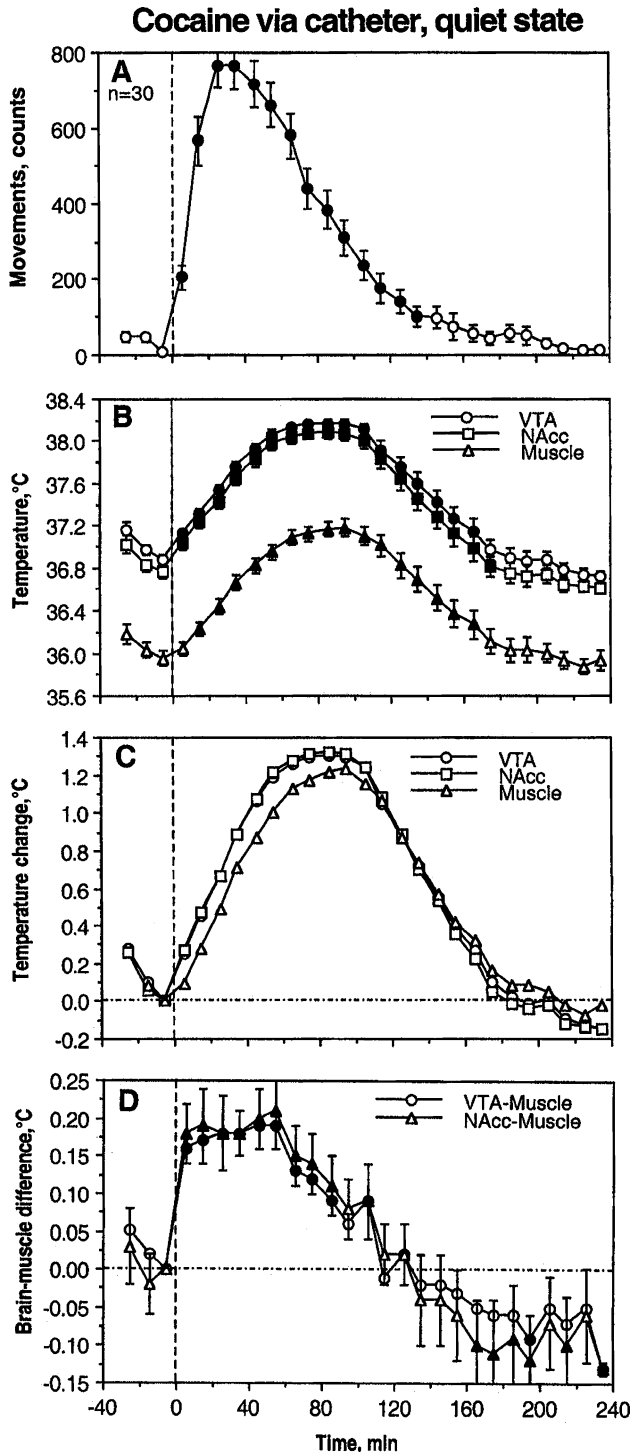 Cocaine via catheter, quiet state
A
n=30
Movements, counts
800
600
400
200
0
B
Temperature,°C
38.4
38.0
37.6
37.2
36.8
36.4
36.0
35.6
VTA
NAcc
Muscle
C
Temperature change,°C
1.4
1.2
1.0
0.8
0.6
0.4
0.2
0.0
-0.2
VTA
NAcc
Muscle
D
Brain-muscle difference,°C
0.25
0.20
0.15
0.10
0.05
0.00
-0.05
-0.10
-0.15
VTA-Muscle
NAcc-Muscle
-40 0 40 80 120 160 200 240
Time, min